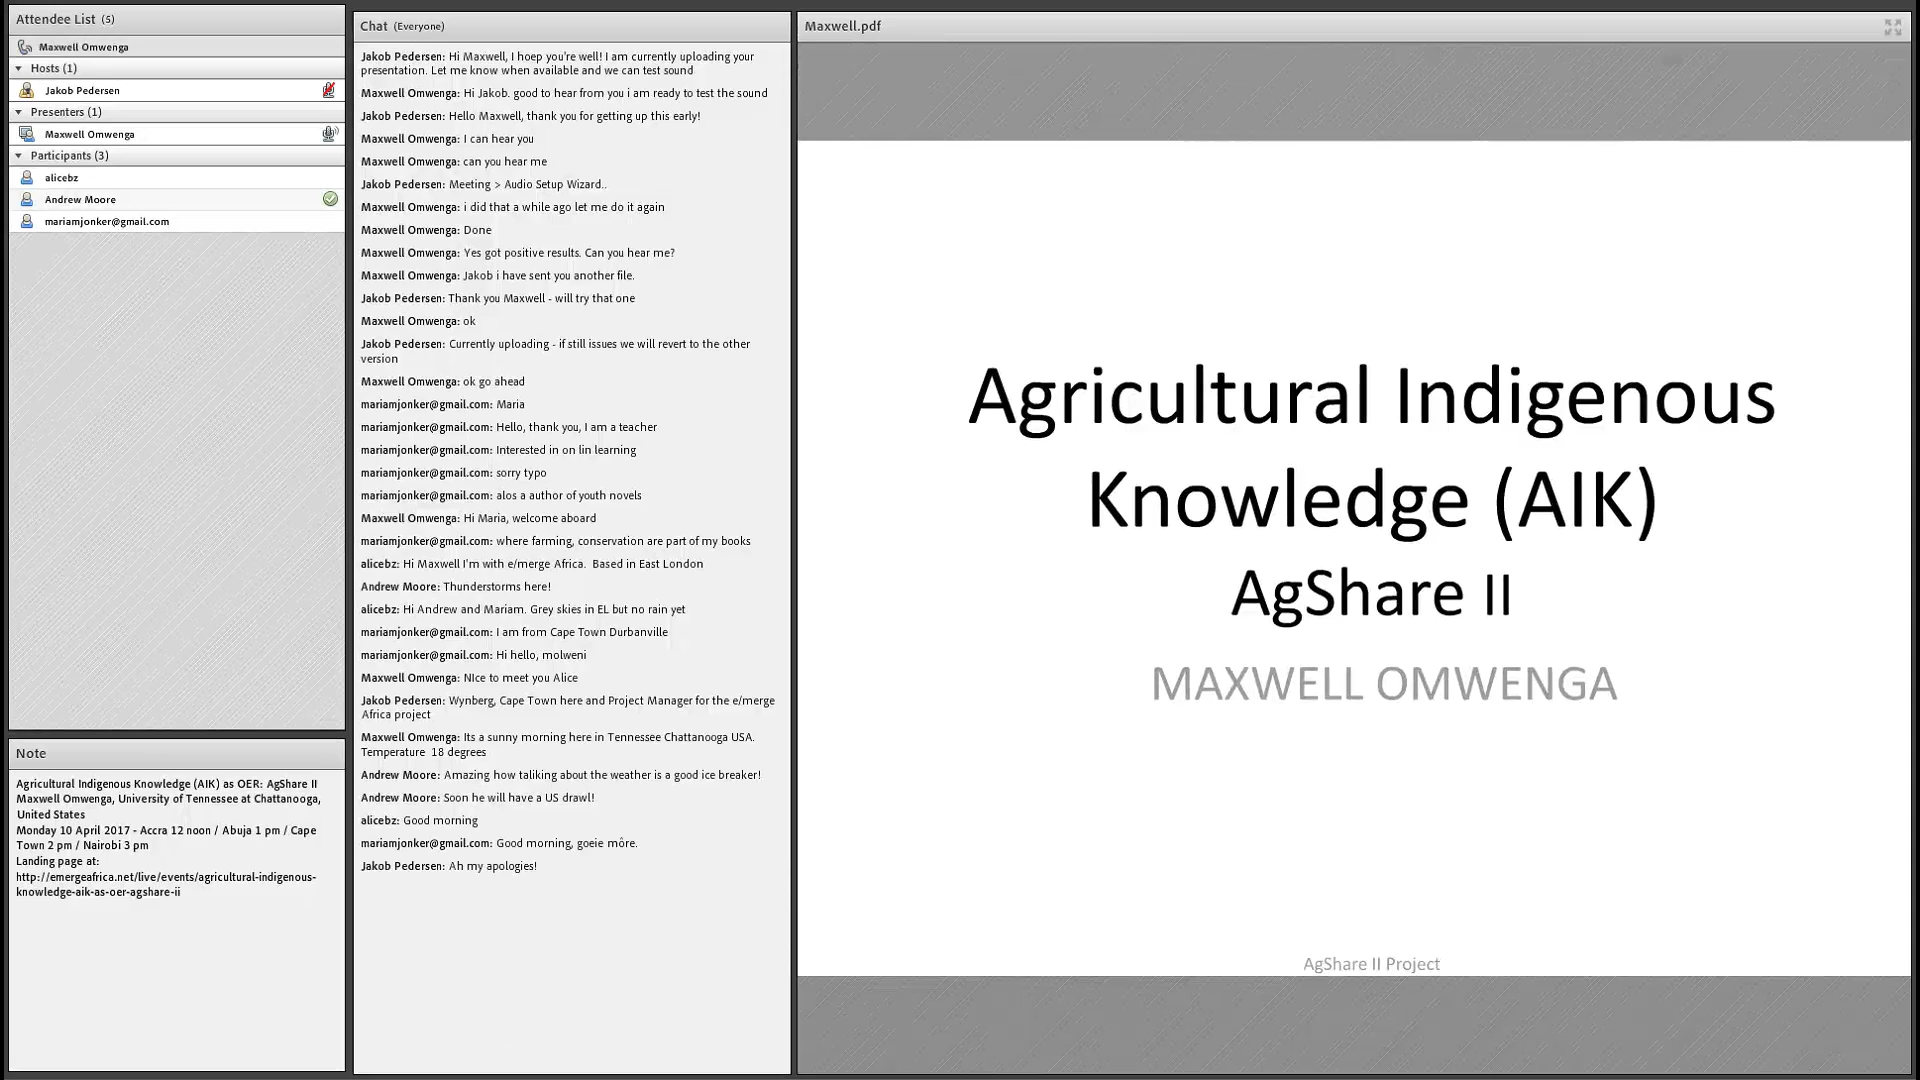 Attendee List (5)
Maxwell Omwenga
Hosts (1)
Jakob Pedersen
Presenters (1)
Maxwell Omwenga
Participants (3)
alicebz
Andrew Moore
mariamjonker@gmail.com
Note
Agricultural Indigenous Knowledge (AIK) as OER: AgShare II
Maxwell Omwenga, University of Tennessee at Chattanooga,
United States
Monday 10 April 2017 - Accra 12 noon / Abuja 1 pm / Cape
Town 2 pm / Nairobi 3 pm
Landing page at:
http://emergeafrica.net/live/events/agricultural-indigenous-
knowledge-aik-as-oer-agshare-ii
Chat (Everyone)
Jakob Pedersen: Hi Maxwell, I hoep you're well! I am currently uploading your
presentation. Let me know when available and we can test sound
Maxwell Omwenga: Hi Jakob. good to hear from you i am ready to test the sound
Jakob Pedersen: Hello Maxwell, thank you for getting up this early!
Maxwell Omwenga: I can hear you
Maxwell Omwenga: can you hear me
Jakob Pedersen: Meeting > Audio Setup Wizard..
Maxwell Omwenga: i did that a while ago let me do it again
Maxwell Omwenga: Done
Maxwell Omwenga: Yes got positive results. Can you hear me?
Maxwell Omwenga: Jakob i have sent you another file.
Jakob Pedersen: Thank you Maxwell - will try that one
Maxwell Omwenga: ok
Jakob Pedersen: Currently uploading - if still issues we will revert to the other
version
Maxwell Omwenga: ok go ahead
mariamjonker@gmail.com: Maria
mariamjonker@gmail.com: Hello, thank you, I am a teacher
mariamjonker@gmail.com: Interested in on lin learning
mariamjonker@gmail.com: sorry typo
mariamjonker@gmail.com: alos a author of youth novels
Maxwell Omwenga: Hi Maria, welcome aboard
mariamjonker@gmail.com: where farming, conservation are part of my books
alicebz: Hi Maxwell I'm with e/merge Africa.  Based in East London
Andrew Moore: Thunderstorms here!
alicebz: Hi Andrew and Mariam. Grey skies in EL but no rain yet
mariamjonker@gmail.com: I am from Cape Town Durbanville
mariamjonker@gmail.com: Hi hello, molweni
Maxwell Omwenga: NIce to meet you Alice
Jakob Pedersen: Wynberg, Cape Town here and Project Manager for the e/merge
Africa project
Maxwell Omwenga: Its a sunny morning here in Tennessee Chattanooga USA.
Temperature  18 degrees
Andrew Moore: Amazing how taliking about the weather is a good ice breaker!
Andrew Moore: Soon he will have a US drawl!
alicebz: Good morning
mariamjonker@gmail.com: Good morning, goeie môre.
Jakob Pedersen: Ah my apologies!
Maxwell.pdf
Agricultural Indigenous
Knowledge (AIK)
AgShare II
MAXWELL OMWENGA
AgShare II Project